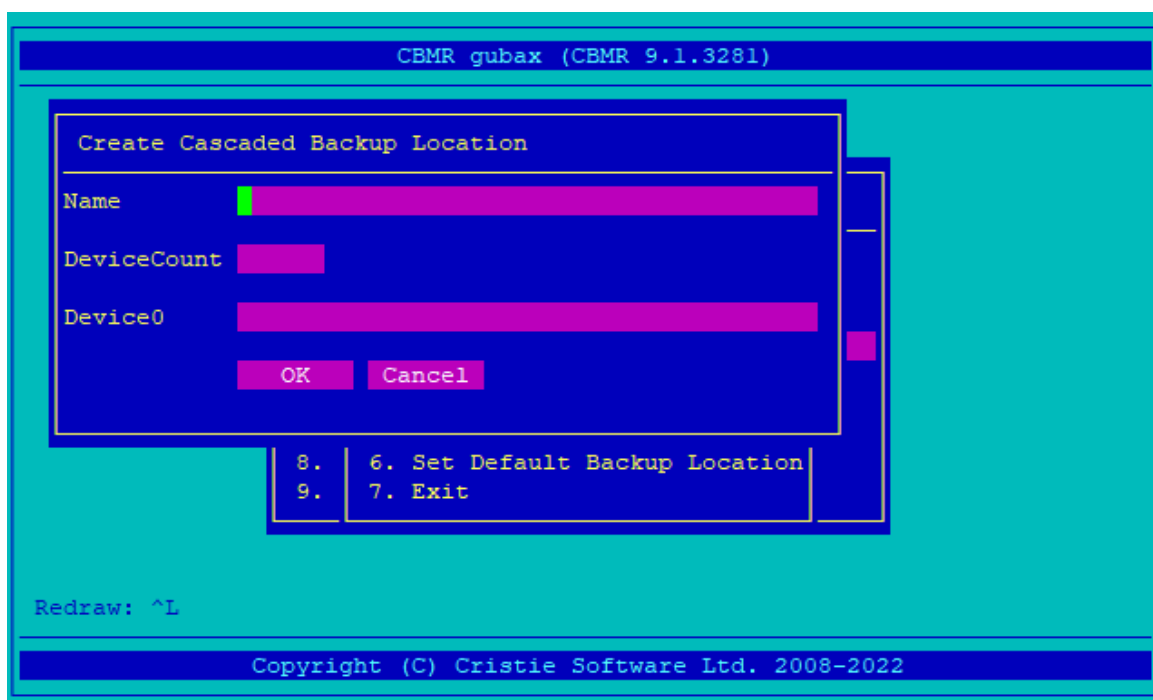 CBMR gubax (CBMR 9.1.3281)
Create Cascaded Backup Location
Name
DeviceCount
Device0
OK Cancel
8. 6. Set Default Backup Location
9. 7. Exit
Redraw: ^L
Copyright (C) Cristie Software Ltd. 2008-2022